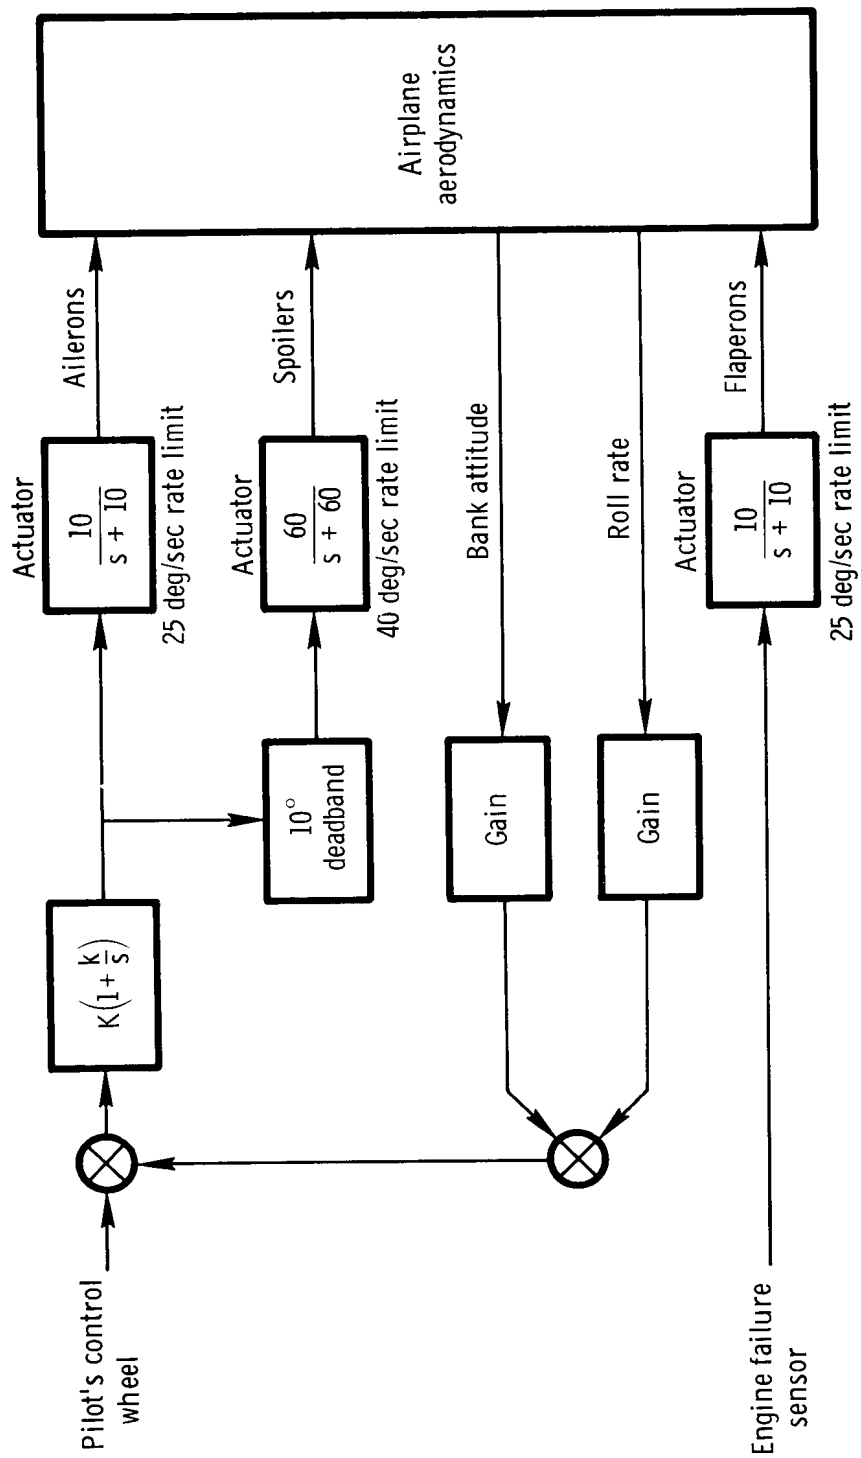 Pilot's control
wheel
K(1 + k/s)
Actuator
10
s + 10
25 deg/sec rate limit
Ailerons
10°
deadband
Actuator
60
s + 60
40 deg/sec rate limit
Spoilers
Airplane
aerodynamics
Gain
Bank attitude
Gain
Roll rate
Engine failure
sensor
Actuator
10
s + 10
25 deg/sec rate limit
Flaperons